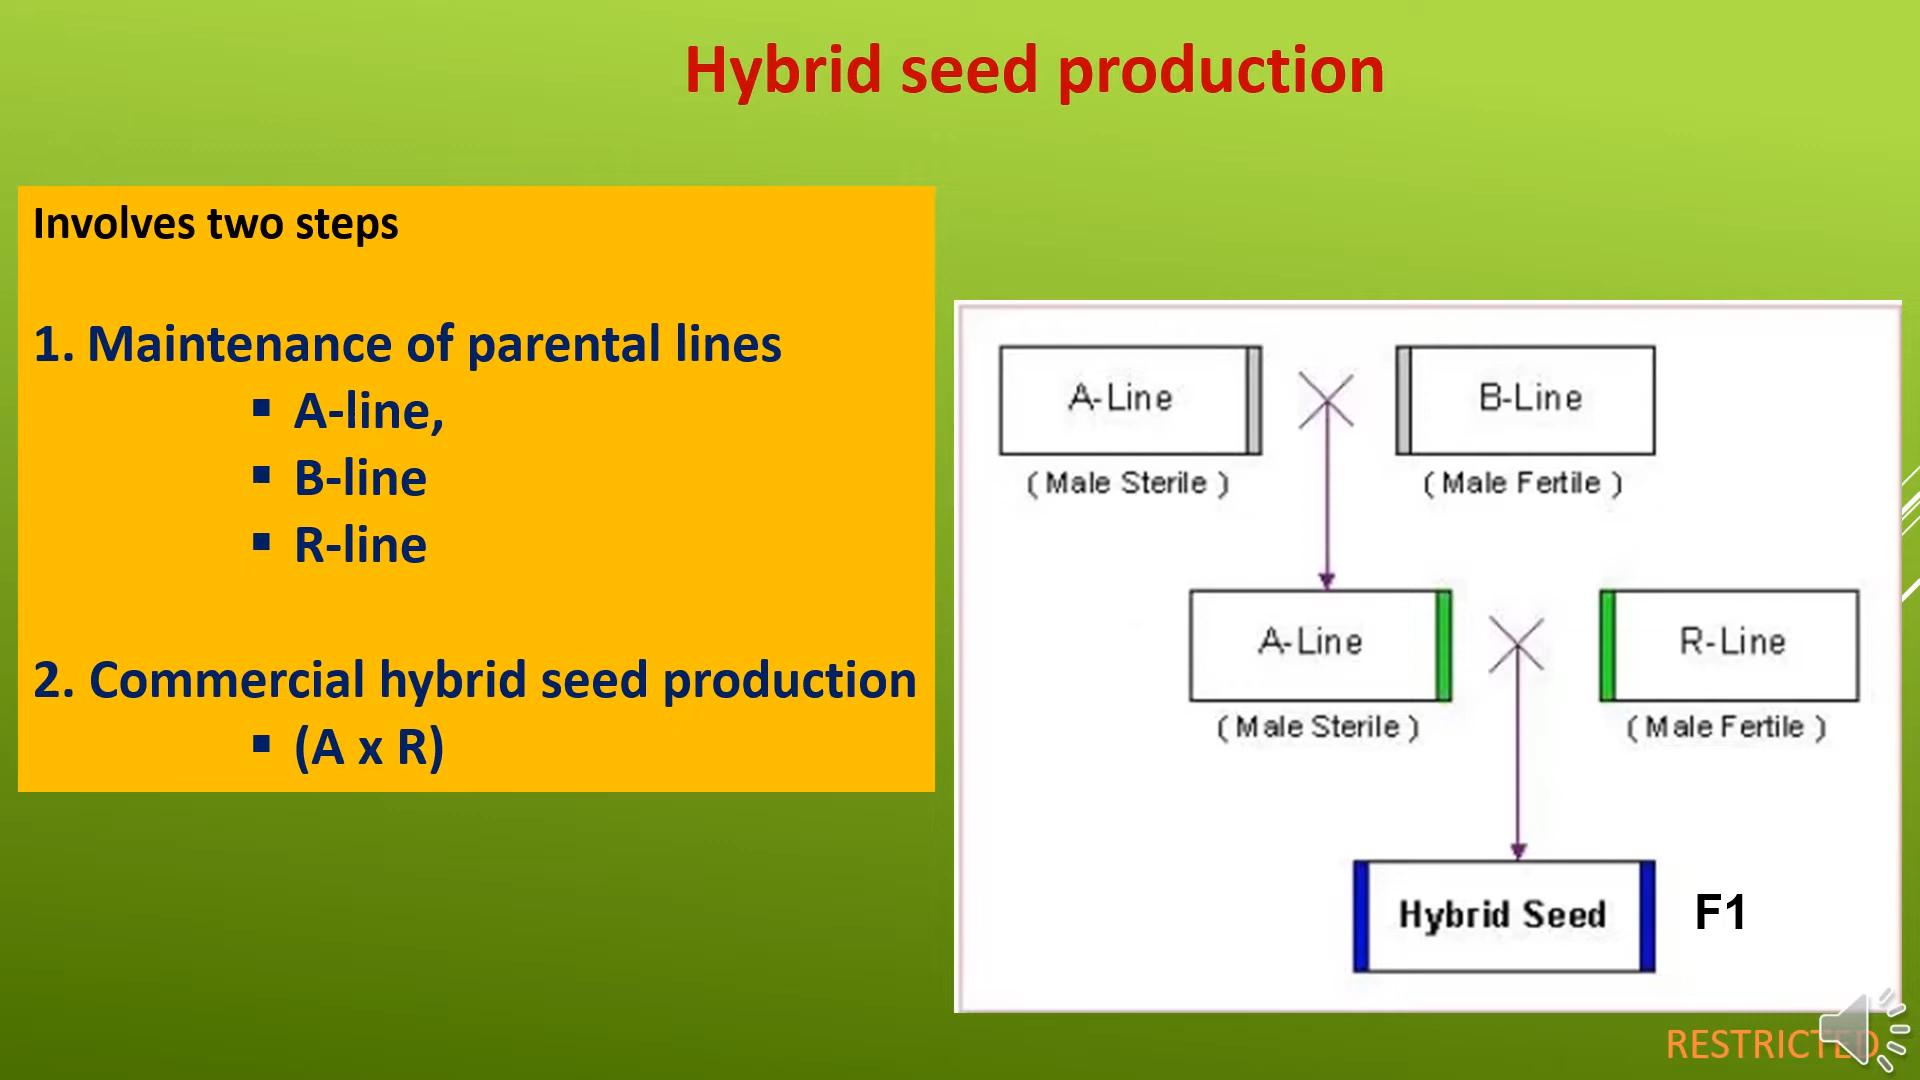 Hybrid seed production
Involves two steps
1. Maintenance of parental lines
▪ A-line,
▪ B-line
▪ R-line
2. Commercial hybrid seed production
▪ (A x R)
A-Line
B-Line
( Male Sterile )
( Male Fertile )
A-Line
R-Line
( Male Sterile )
( Male Fertile )
Hybrid Seed
F1
RESTRICTED